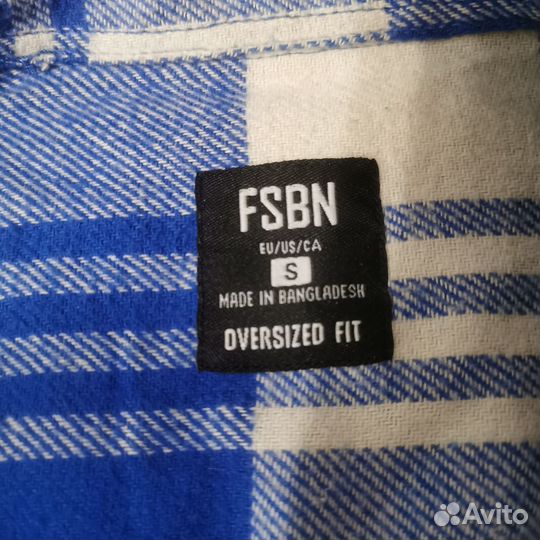 FSBN
EU/US/CA
S
MADE IN BANGLADESH
OVERSIZED FIT
Avito